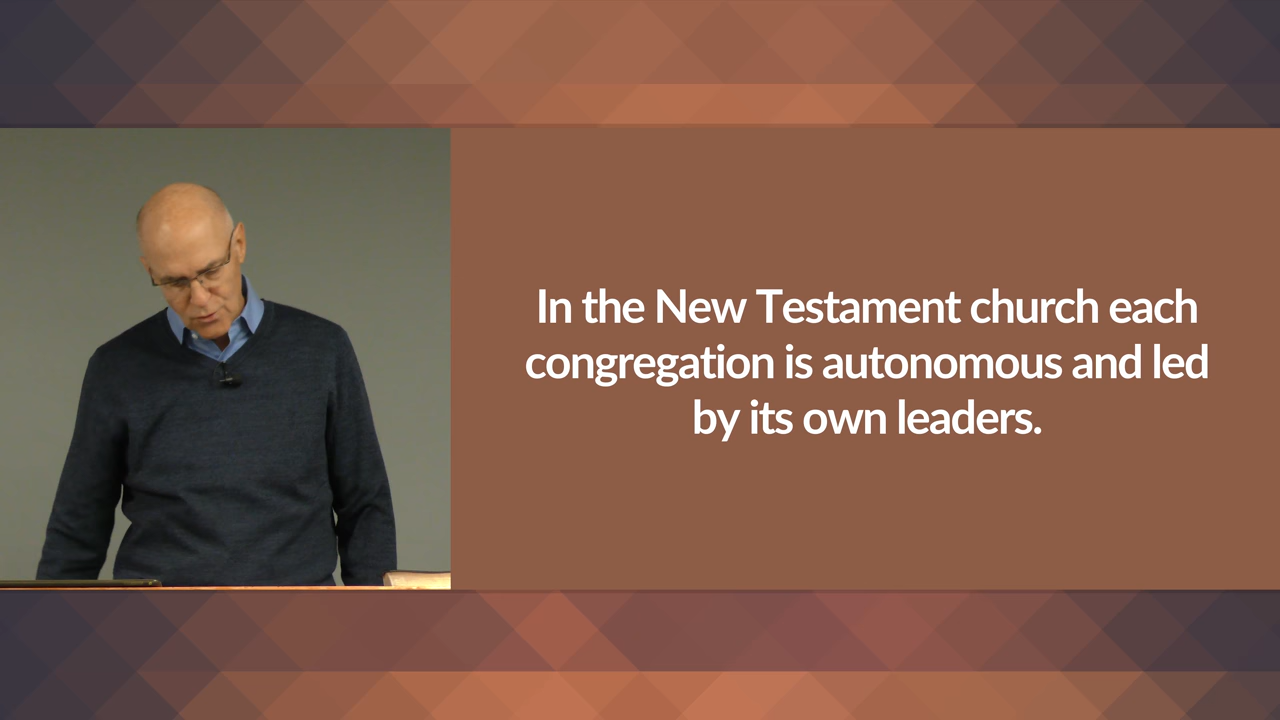 In the New Testament church each
congregation is autonomous and led
by its own leaders.